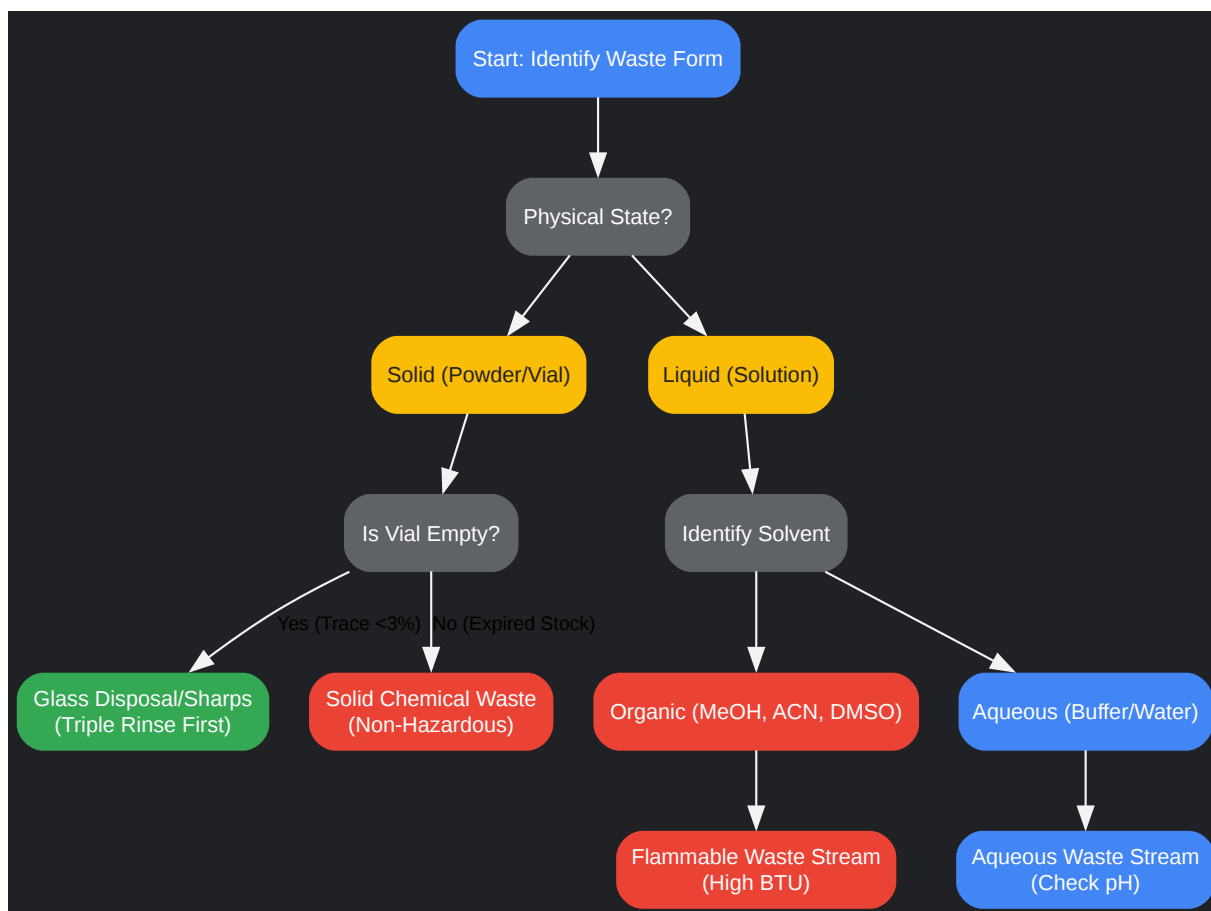 Start: Identify Waste Form
Physical State?
Solid (Powder/Vial)
Liquid (Solution)
Is Vial Empty?
Identify Solvent
Yes (Trace <3%)
No (Expired Stock)
Glass Disposal/Sharps
(Triple Rinse First)
Solid Chemical Waste
(Non-Hazardous)
Organic (MeOH, ACN, DMSO)
Aqueous (Buffer/Water)
Flammable Waste Stream
(High BTU)
Aqueous Waste Stream
(Check pH)